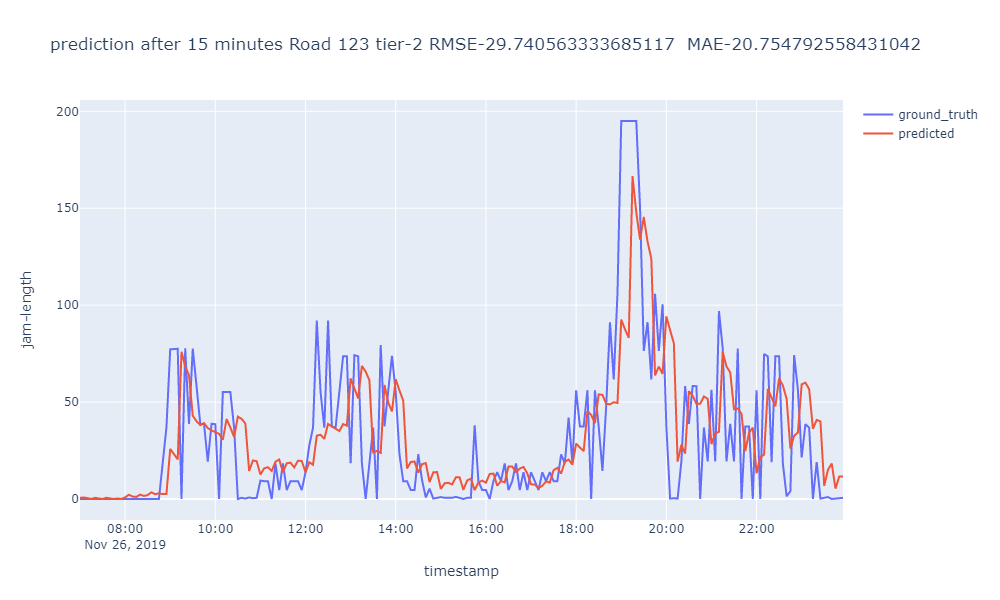 prediction after 15 minutes Road 123 tier-2 RMSE-29.740563333685117  MAE-20.754792558431042
ground_truth
predicted
200
150
100
50
0
jam-length
08:00 10:00 12:00 14:00 16:00 18:00 20:00 22:00
Nov 26, 2019
timestamp